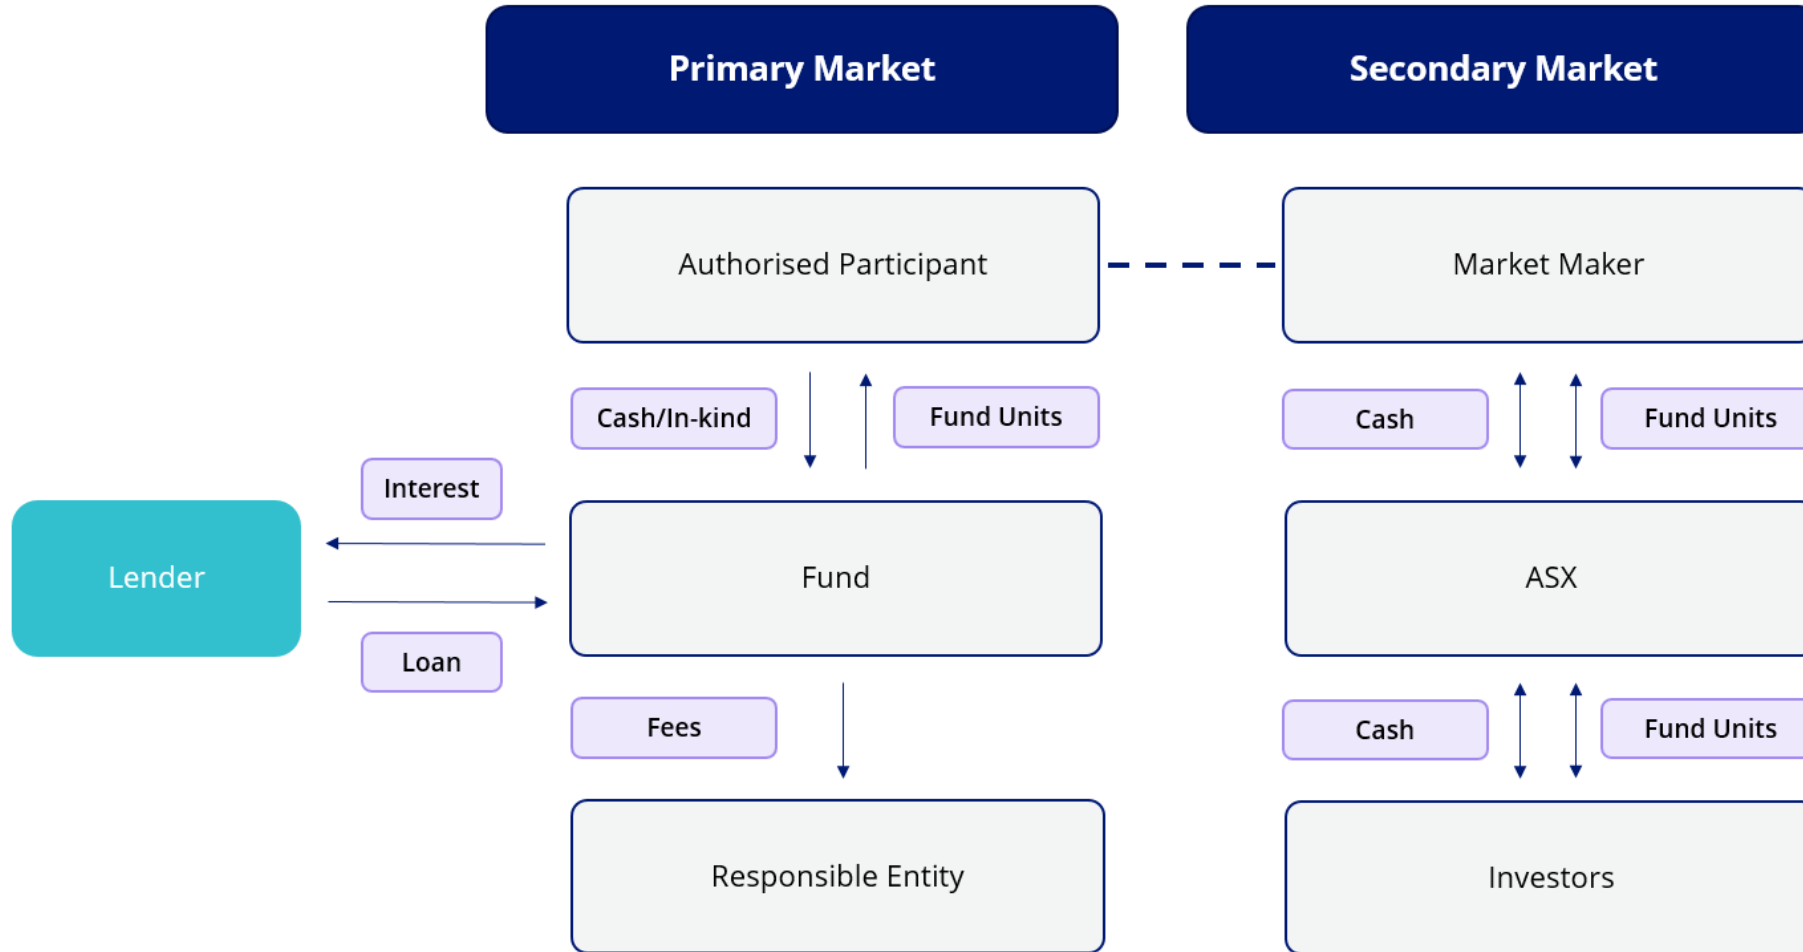 Primary Market
Secondary Market
Authorised Participant
Market Maker
Cash/In-kind
Fund Units
Cash
Fund Units
Interest
Lender
Fund
ASX
Loan
Fees
Cash
Fund Units
Responsible Entity
Investors